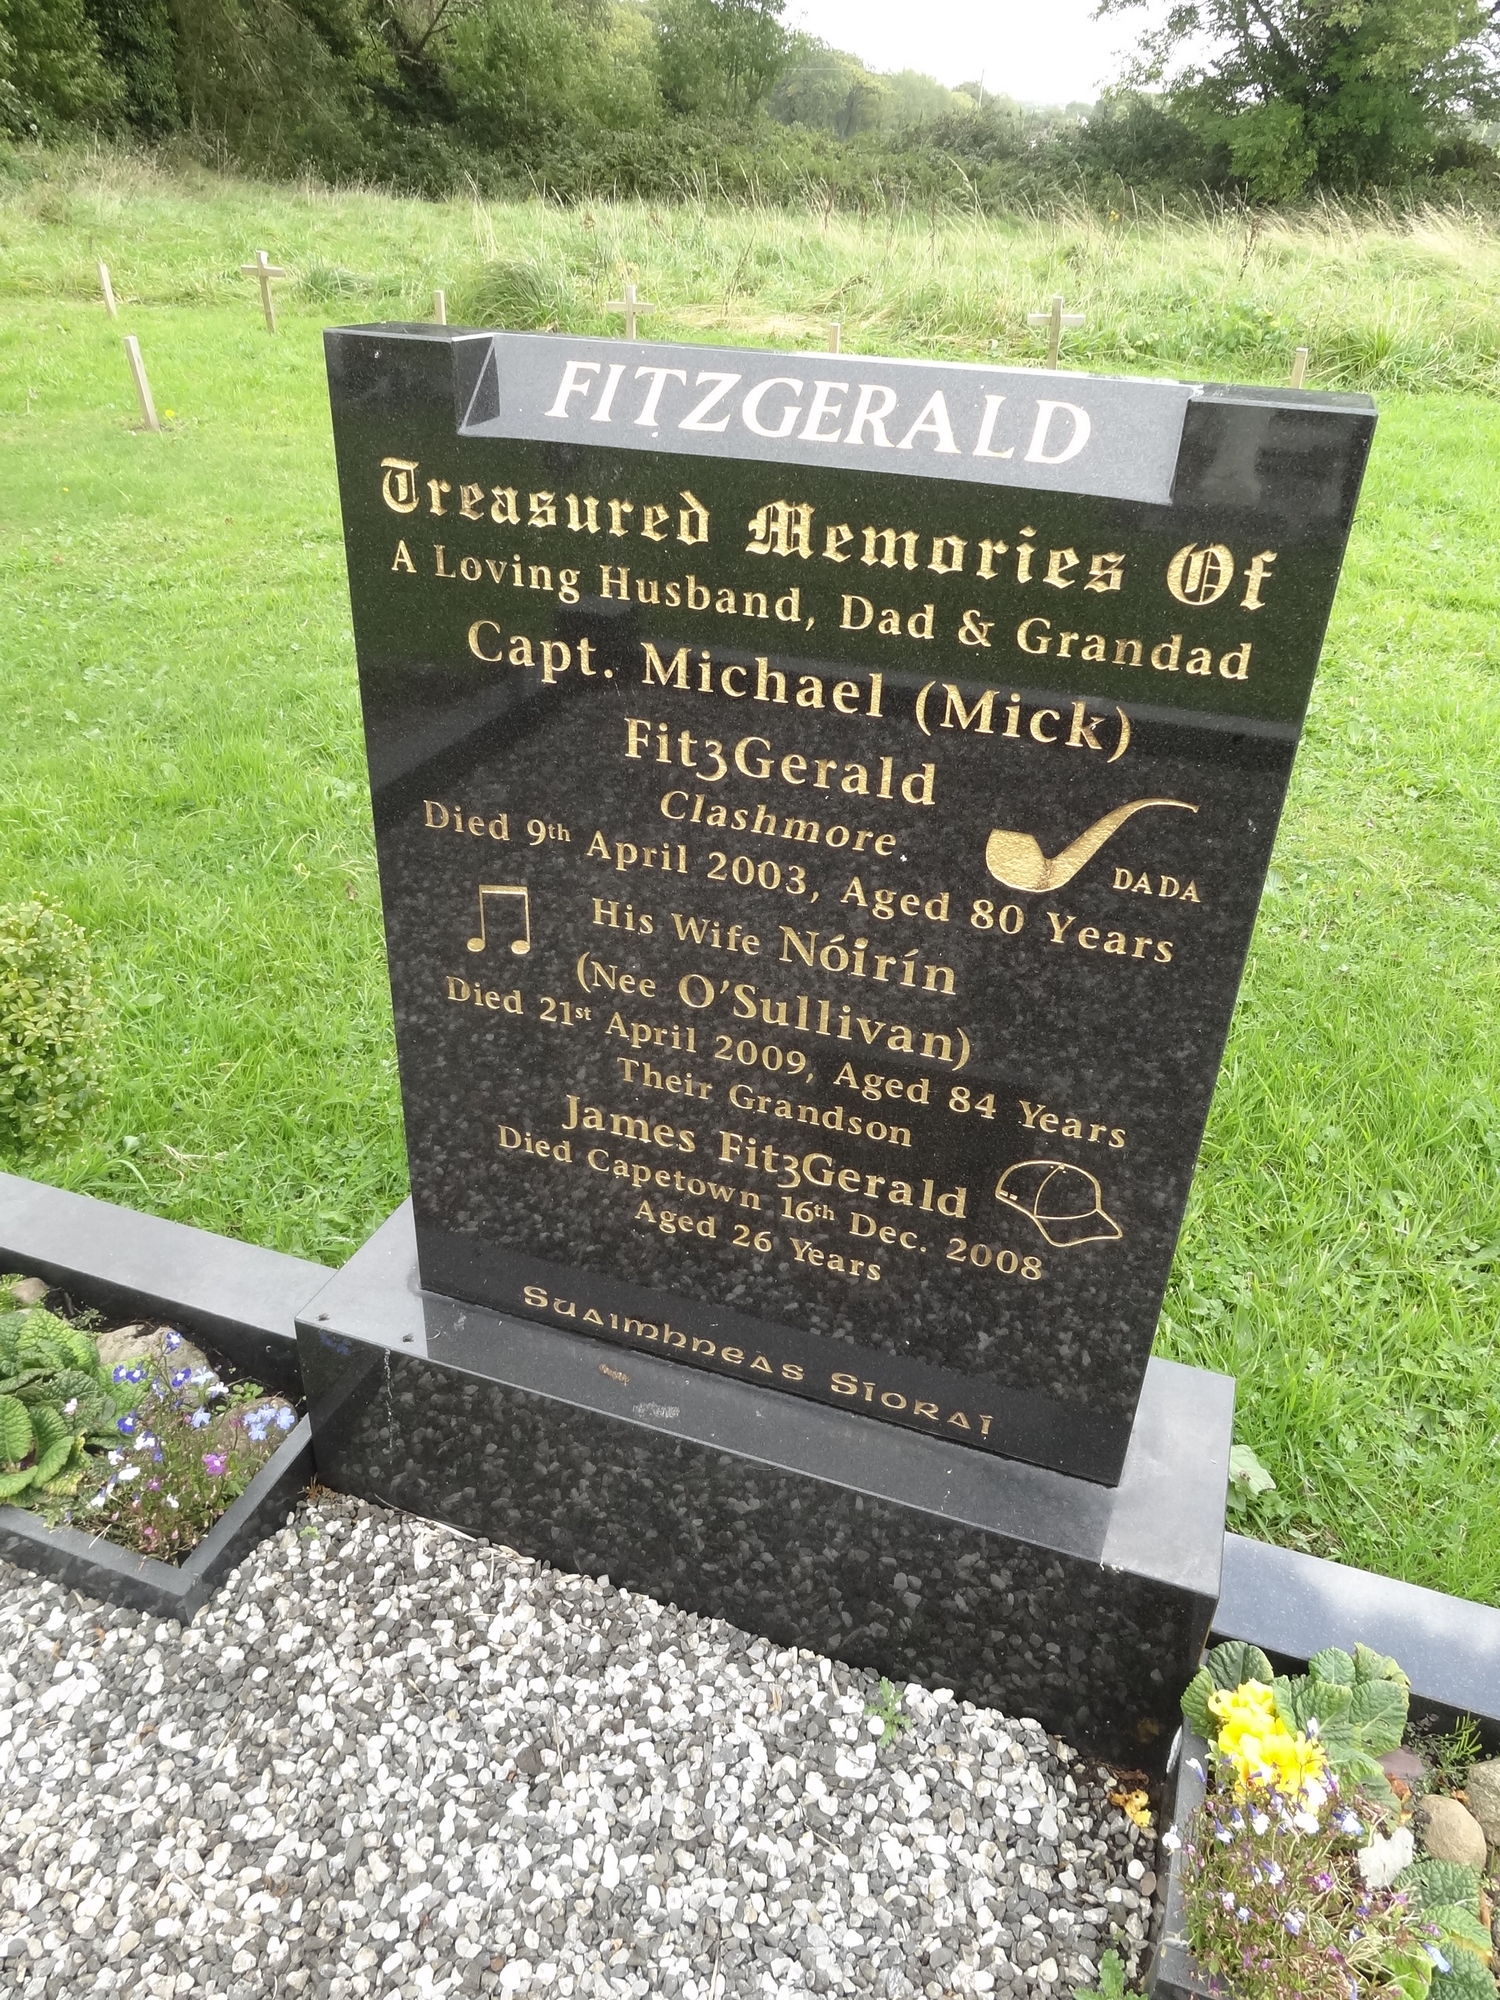 FITZGERALD
Treasured Memories Of
A Loving Husband, Dad & Grandad
Capt. Michael (Mick)
FitzGerald
Clashmore
Died 9th April 2003, Aged 80 Years
DADA
His Wife Nóirín
(Nee O'Sullivan)
Died 21st April 2009, Aged 84 Years
Their Grandson
James FitzGerald
Died Capetown 16th Dec. 2008
Aged 26 Years
Suaimhneas Síoraí